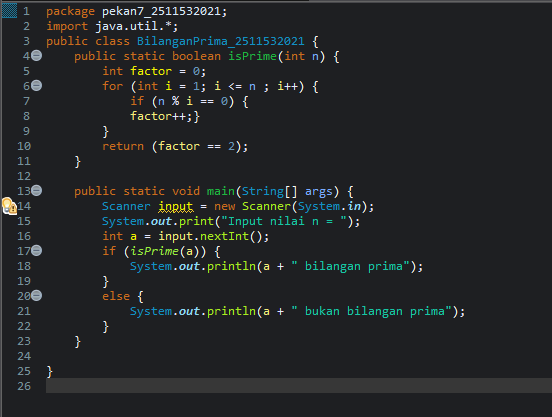 1 package pekan7_2511532021;
2 import java.util.*;
3 public class BilanganPrima_2511532021 {
4     public static boolean isPrime(int n) {
5         int factor = 0;
6         for (int i = 1; i <= n ; i++) {
7             if (n % i == 0) {
8             factor++;}
9         }
10         return (factor == 2);
11     }
12
13     public static void main(String[] args) {
14         Scanner input = new Scanner(System.in);
15         System.out.print("Input nilai n = ");
16         int a = input.nextInt();
17         if (isPrime(a)) {
18             System.out.println(a + " bilangan prima");
19         }
20         else {
21             System.out.println(a + " bukan bilangan prima");
22         }
23     }
24
25 }
26